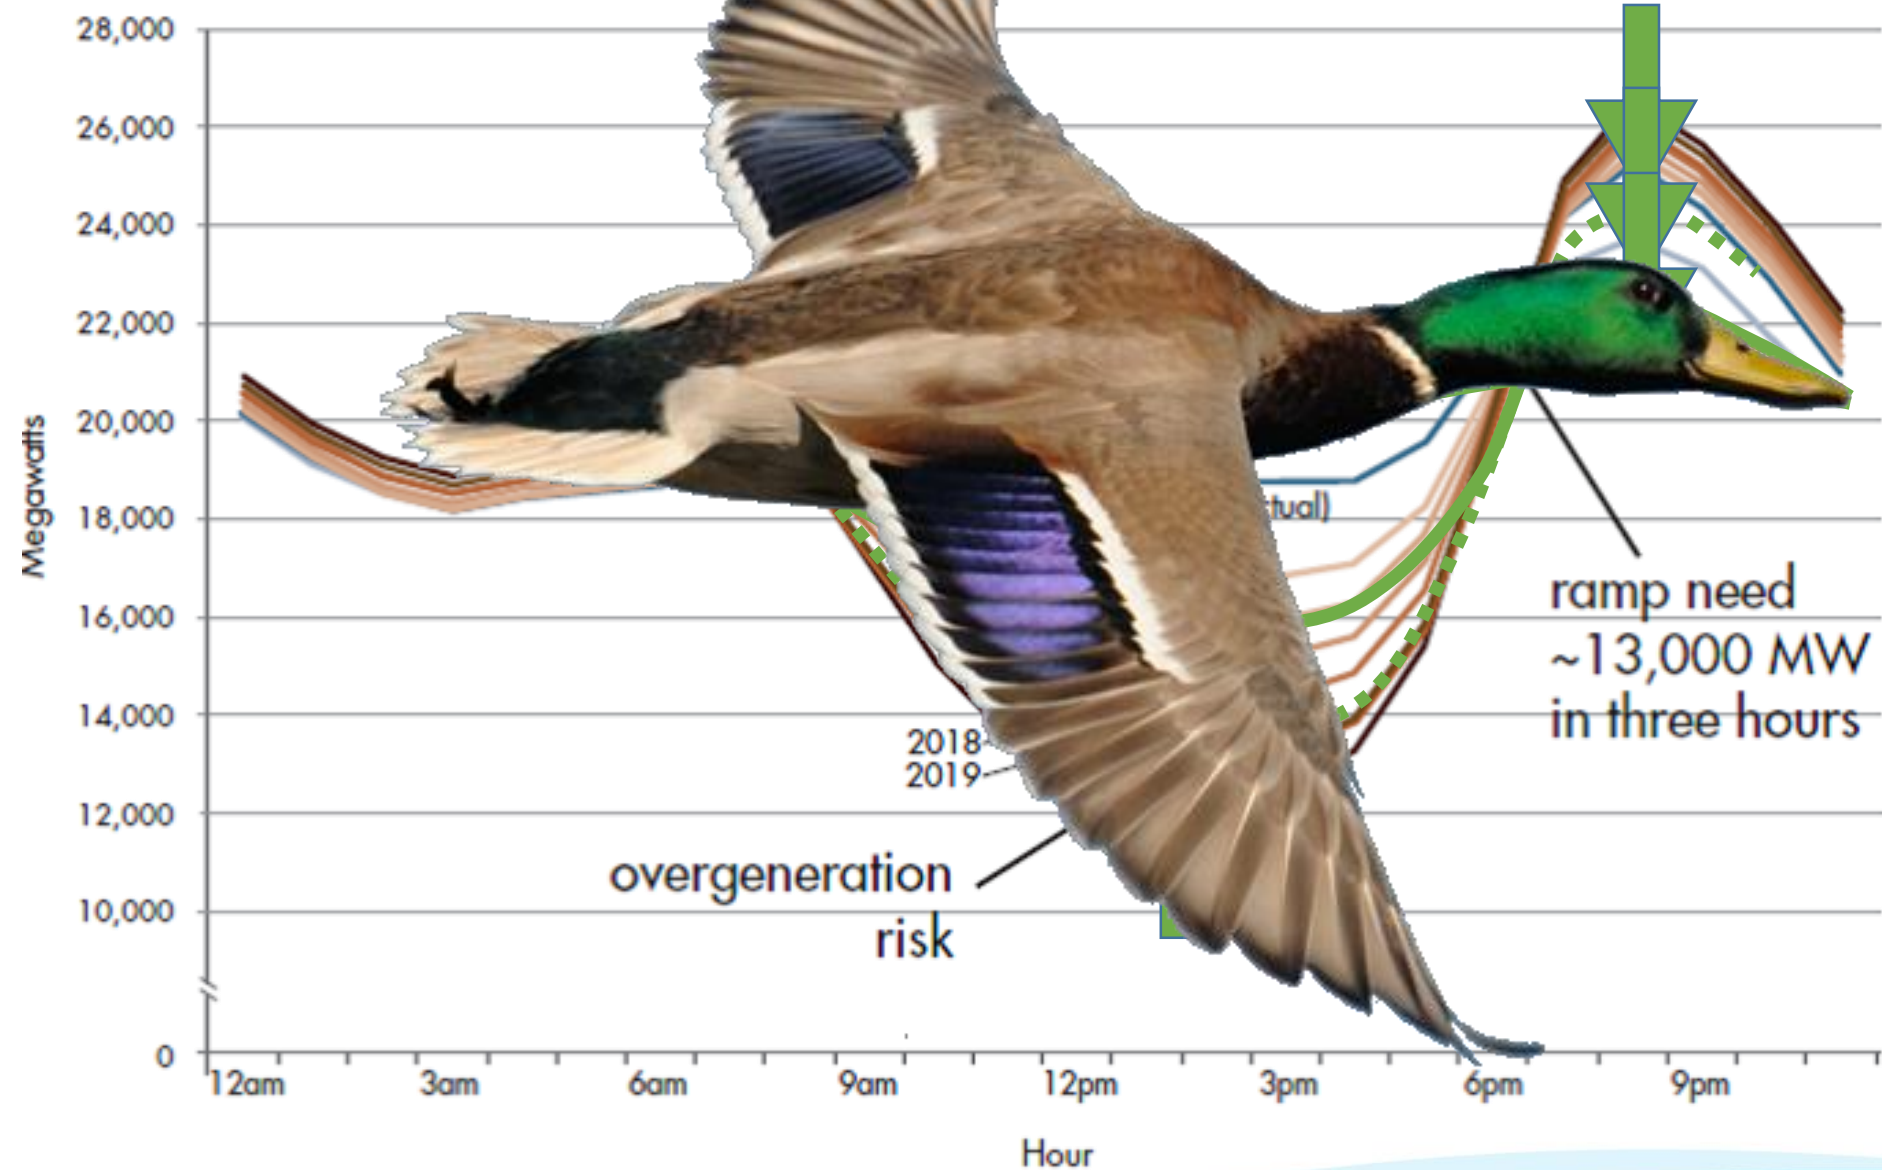 28,000
26,000
24,000
22,000
20,000
18,000
16,000
14,000
12,000
10,000
0
Megawatts
tual)
ramp need
~13,000 MW
in three hours
2018
2019
overgeneration
risk
12am 3am 6am 9am 12pm 3pm 6pm 9pm
Hour